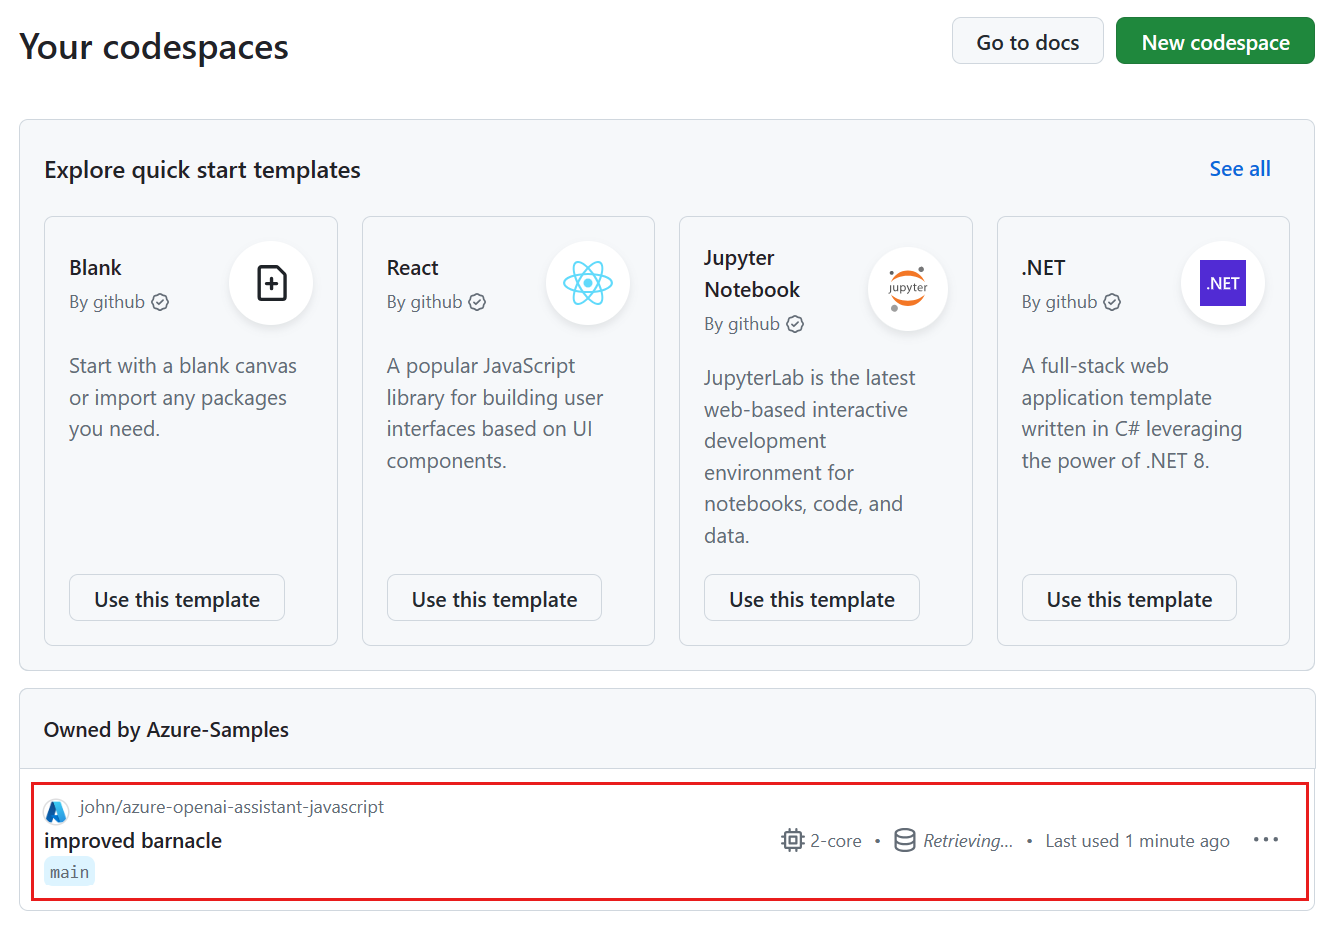 Your codespaces
Go to docs
New codespace
Explore quick start templates
See all
Blank
By github
Start with a blank canvas
or import any packages
you need.
Use this template
React
By github
A popular JavaScript
library for building user
interfaces based on UI
components.
Use this template
Jupyter
Notebook
By github
jupyter
JupyterLab is the latest
web-based interactive
development
environment for
notebooks, code, and
data.
Use this template
.NET
By github
.NET
A full-stack web
application template
written in C# leveraging
the power of .NET 8.
Use this template
Owned by Azure-Samples
john/azure-openai-assistant-javascript
improved barnacle
2-core • Retrieving... • Last used 1 minute ago
main